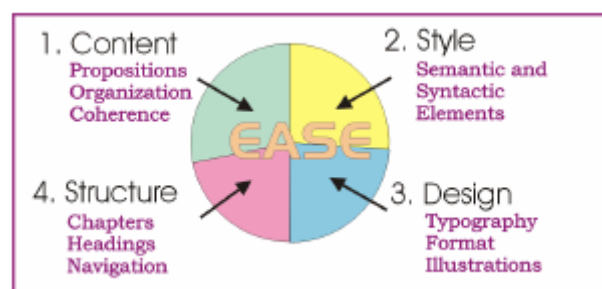 1. Content
Propositions
Organization
Coherence
2. Style
Semantic and
Syntactic
Elements
EASE
4. Structure
Chapters
Headings
Navigation
3. Design
Typography
Format
Illustrations